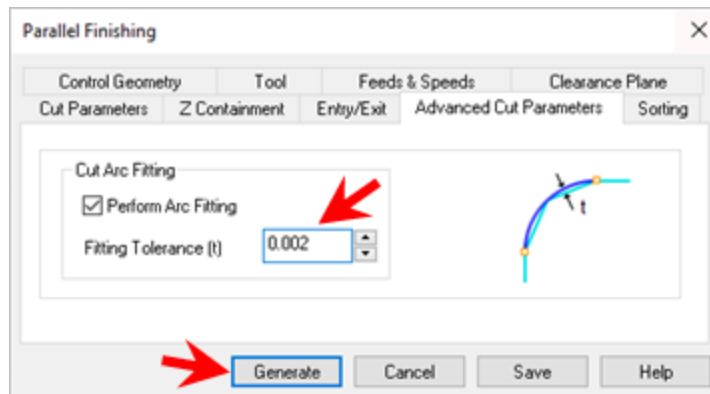 Parallel Finishing
Control Geometry Tool Feeds & Speeds Clearance Plane
Cut Parameters Z Containment Entry/Exit Advanced Cut Parameters Sorting
Cut Arc Fitting
Perform Arc Fitting
Fitting Tolerance (t) 0.002
t
Generate Cancel Save Help